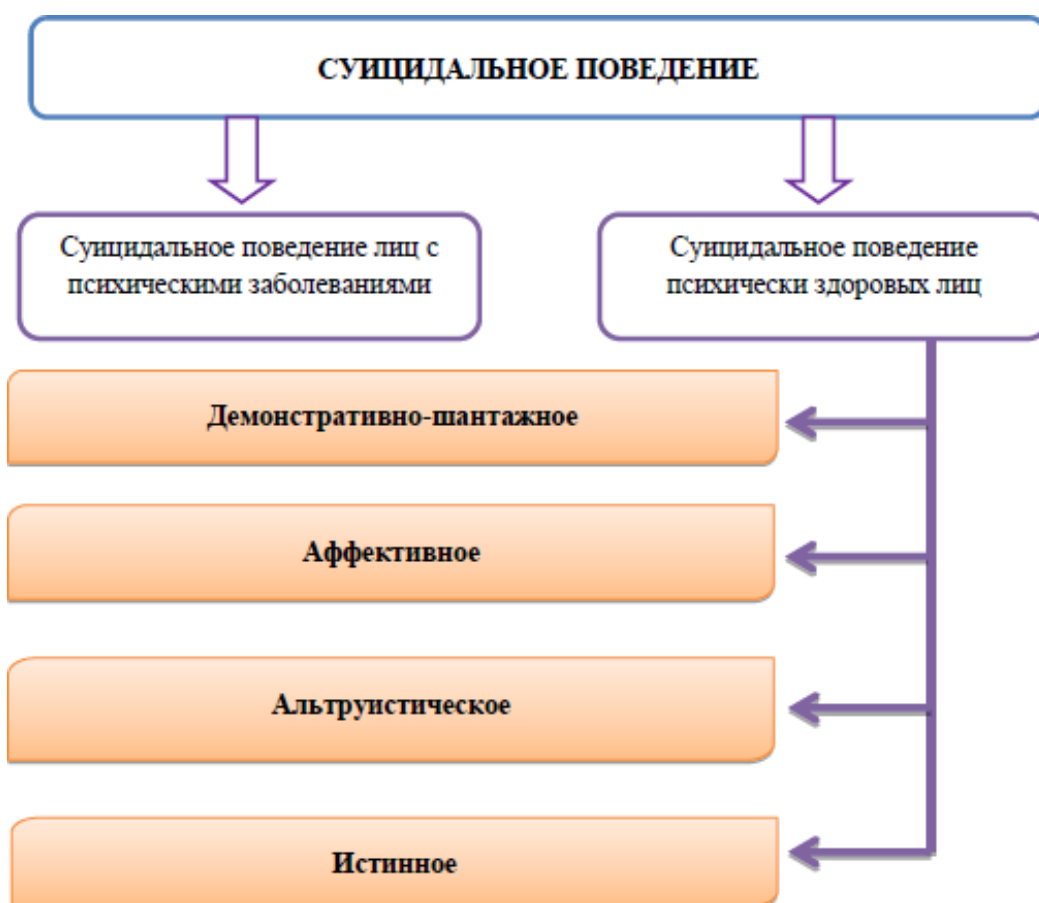 СУИЦИДАЛЬНОЕ ПОВЕДЕНИЕ
Суицидальное поведение лиц с
психическими заболеваниями
Суицидальное поведение
психически здоровых лиц
Демонстративно-шантажное
Аффективное
Альтруистическое
Истинное